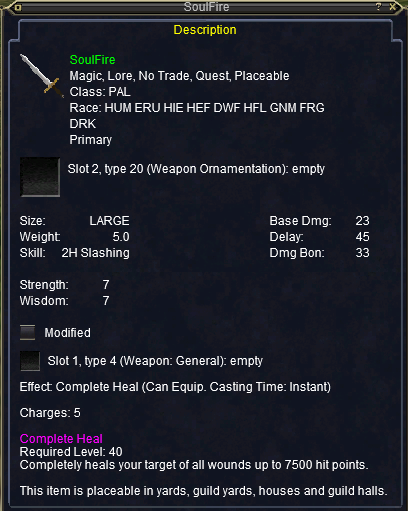 SoulFire
? X
Description
SoulFire
Magic, Lore, No Trade, Quest, Placeable
Class: PAL
Race: HUM ERU HIE HEF DWF HFL GNM FRG
DRK
Primary
Slot 2, type 20 (Weapon Ornamentation): empty
Size: LARGE Base Dmg: 23
Weight: 5.0 Delay: 45
Skill: 2H Slashing Dmg Bon: 33
Strength: 7
Wisdom: 7
Modified
Slot 1, type 4 (Weapon: General): empty
Effect: Complete Heal (Can Equip. Casting Time: Instant)
Charges: 5
Complete Heal
Required Level: 40
Completely heals your target of all wounds up to 7500 hit points.
This item is placeable in yards, guild yards, houses and guild halls.